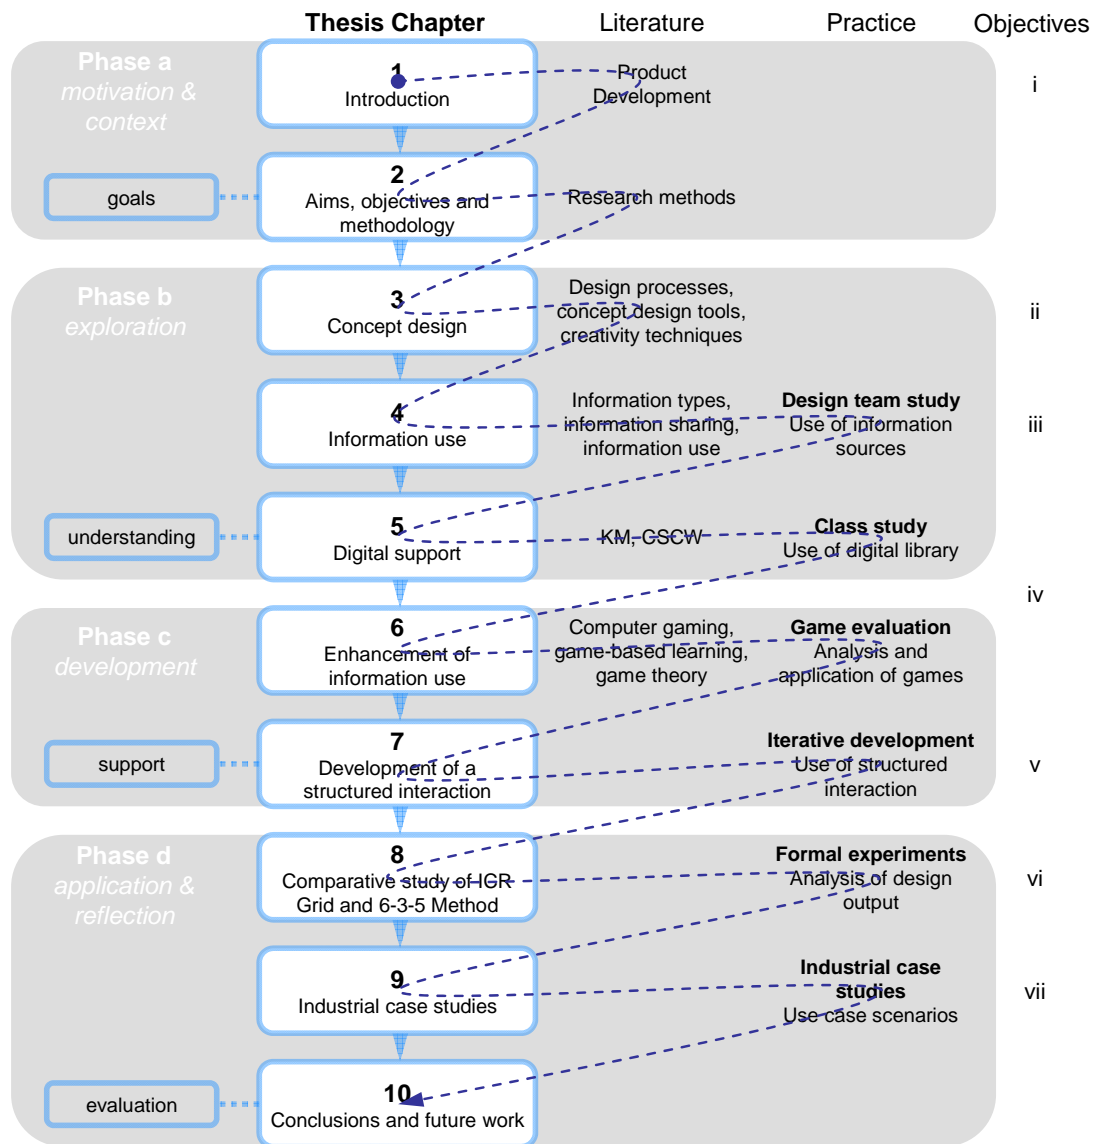 Thesis Chapter
Literature
Practice
Objectives
Phase a
motivation &
context
1
Introduction
Product
Development
i
goals
2
Aims, objectives and
methodology
Research methods
Phase b
exploration
3
Concept design
Design processes,
concept design tools,
creativity techniques
ii
4
Information use
Information types,
information sharing,
information use
Design team study
Use of information
sources
iii
understanding
5
Digital support
KM, CSCW
Class study
Use of digital library
iv
Phase c
development
6
Enhancement of
information use
Computer gaming,
game-based learning,
game theory
Game evaluation
Analysis and
application of games
support
7
Development of a
structured interaction
Iterative development
Use of structured
interaction
v
Phase d
application &
reflection
8
Comparative study of ICR
Grid and 6-3-5 Method
Formal experiments
Analysis of design
output
vi
9
Industrial case studies
Industrial case
studies
Use case scenarios
vii
evaluation
10
Conclusions and future work